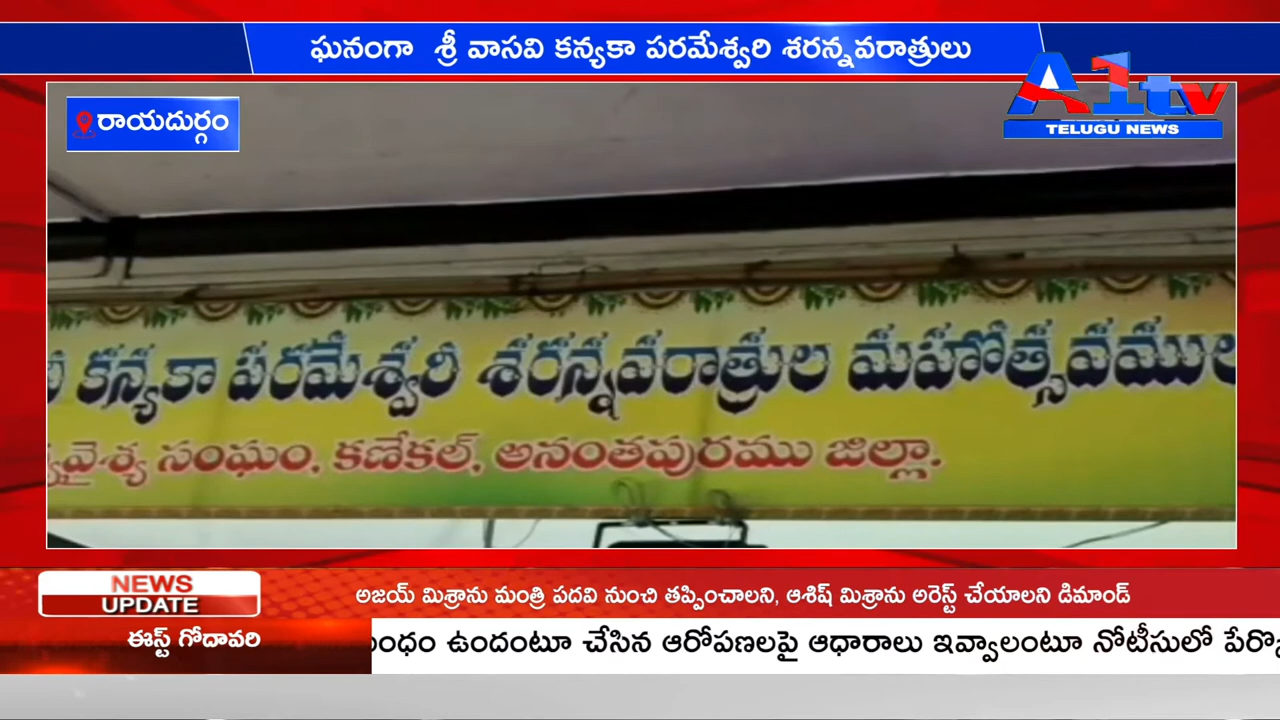 ఘనంగా శ్రీ వాసవి కన్యకా పరమేశ్వరి శరన్నవరాత్రులు
A1tv
TELUGU NEWS
రాయదుర్గం
కన్యకా పరమేశ్వరీ శరన్నవరాత్రుల మహోత్సవముల
సంఘం, కణేకల్, అనంతపురము జిల్లా.
NEWS
UPDATE
అజయ్ మిశ్రాను మంత్రి పదవి నుంచి తప్పించాలని, ఆశిష్ మిశ్రాను అరెస్ట్ చేయాలని డిమాండ్
ఈస్ట్ గోదావరి
ఉందంటూ చేసిన ఆరోపణలపై ఆధారాలు ఇవ్వాలంటూ నోటీసులో